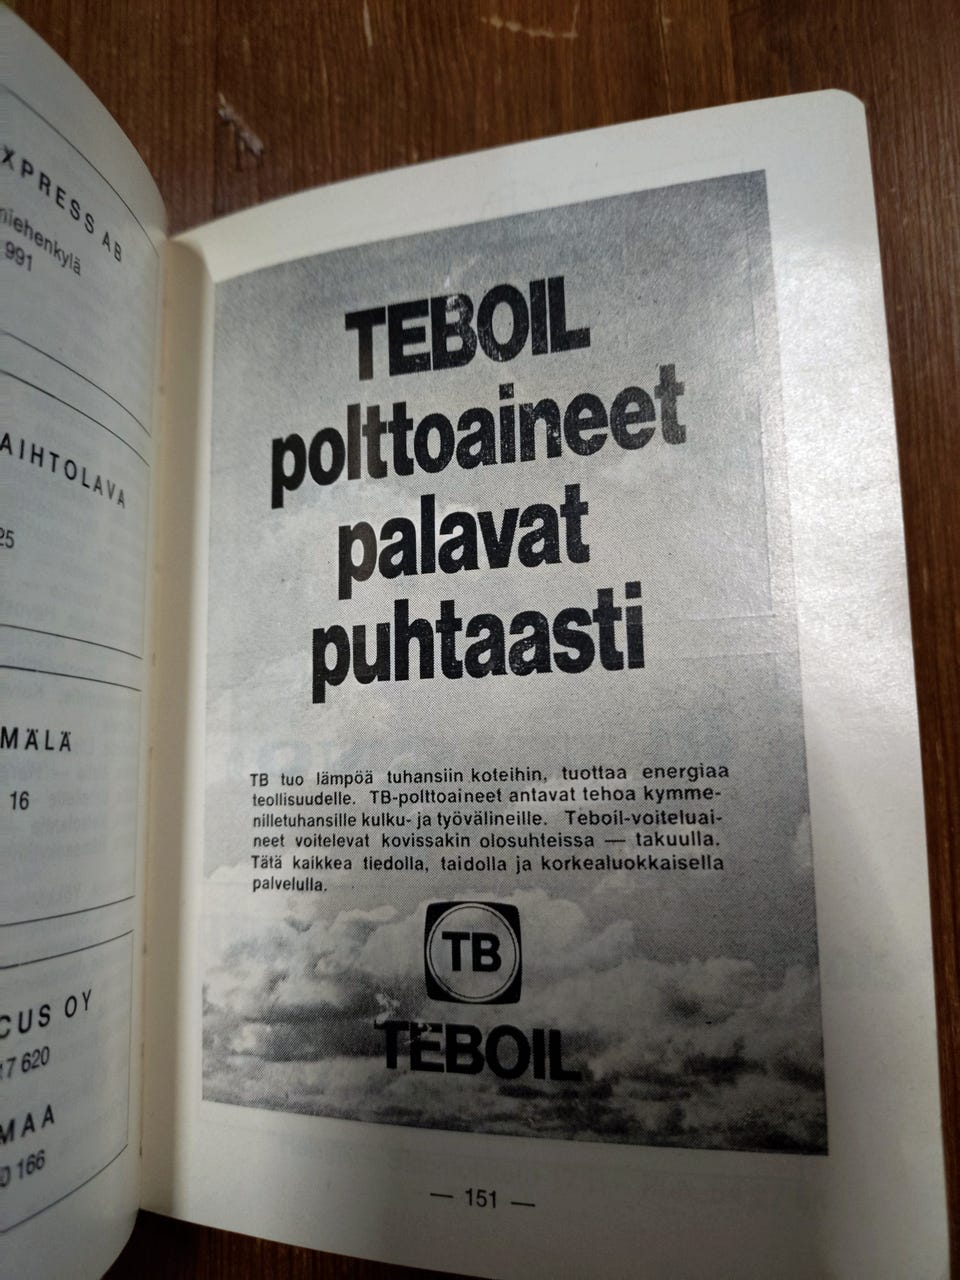 XPRESS AB
991
AIHTOLAVA
25
MÄLÄ
16
CUS OY
17 620
MAA
0 166
TEBOIL
polttoaineet
palavat
puhtaasti
TB tuo lämpöä tuhansiin koteihin, tuottaa energiaa
teollisuudelle. TB-polttoaineet antavat tehoa kymme-
nilletuhansille kulku- ja työvälineille. Teboil-voiteluai-
neet voitelevat kovissakin olosuhteissa — takuulla.
Tätä kaikkea tiedolla, taidolla ja korkealuokkaisella
palvelulla.
TB
TEBOIL
— 151 —